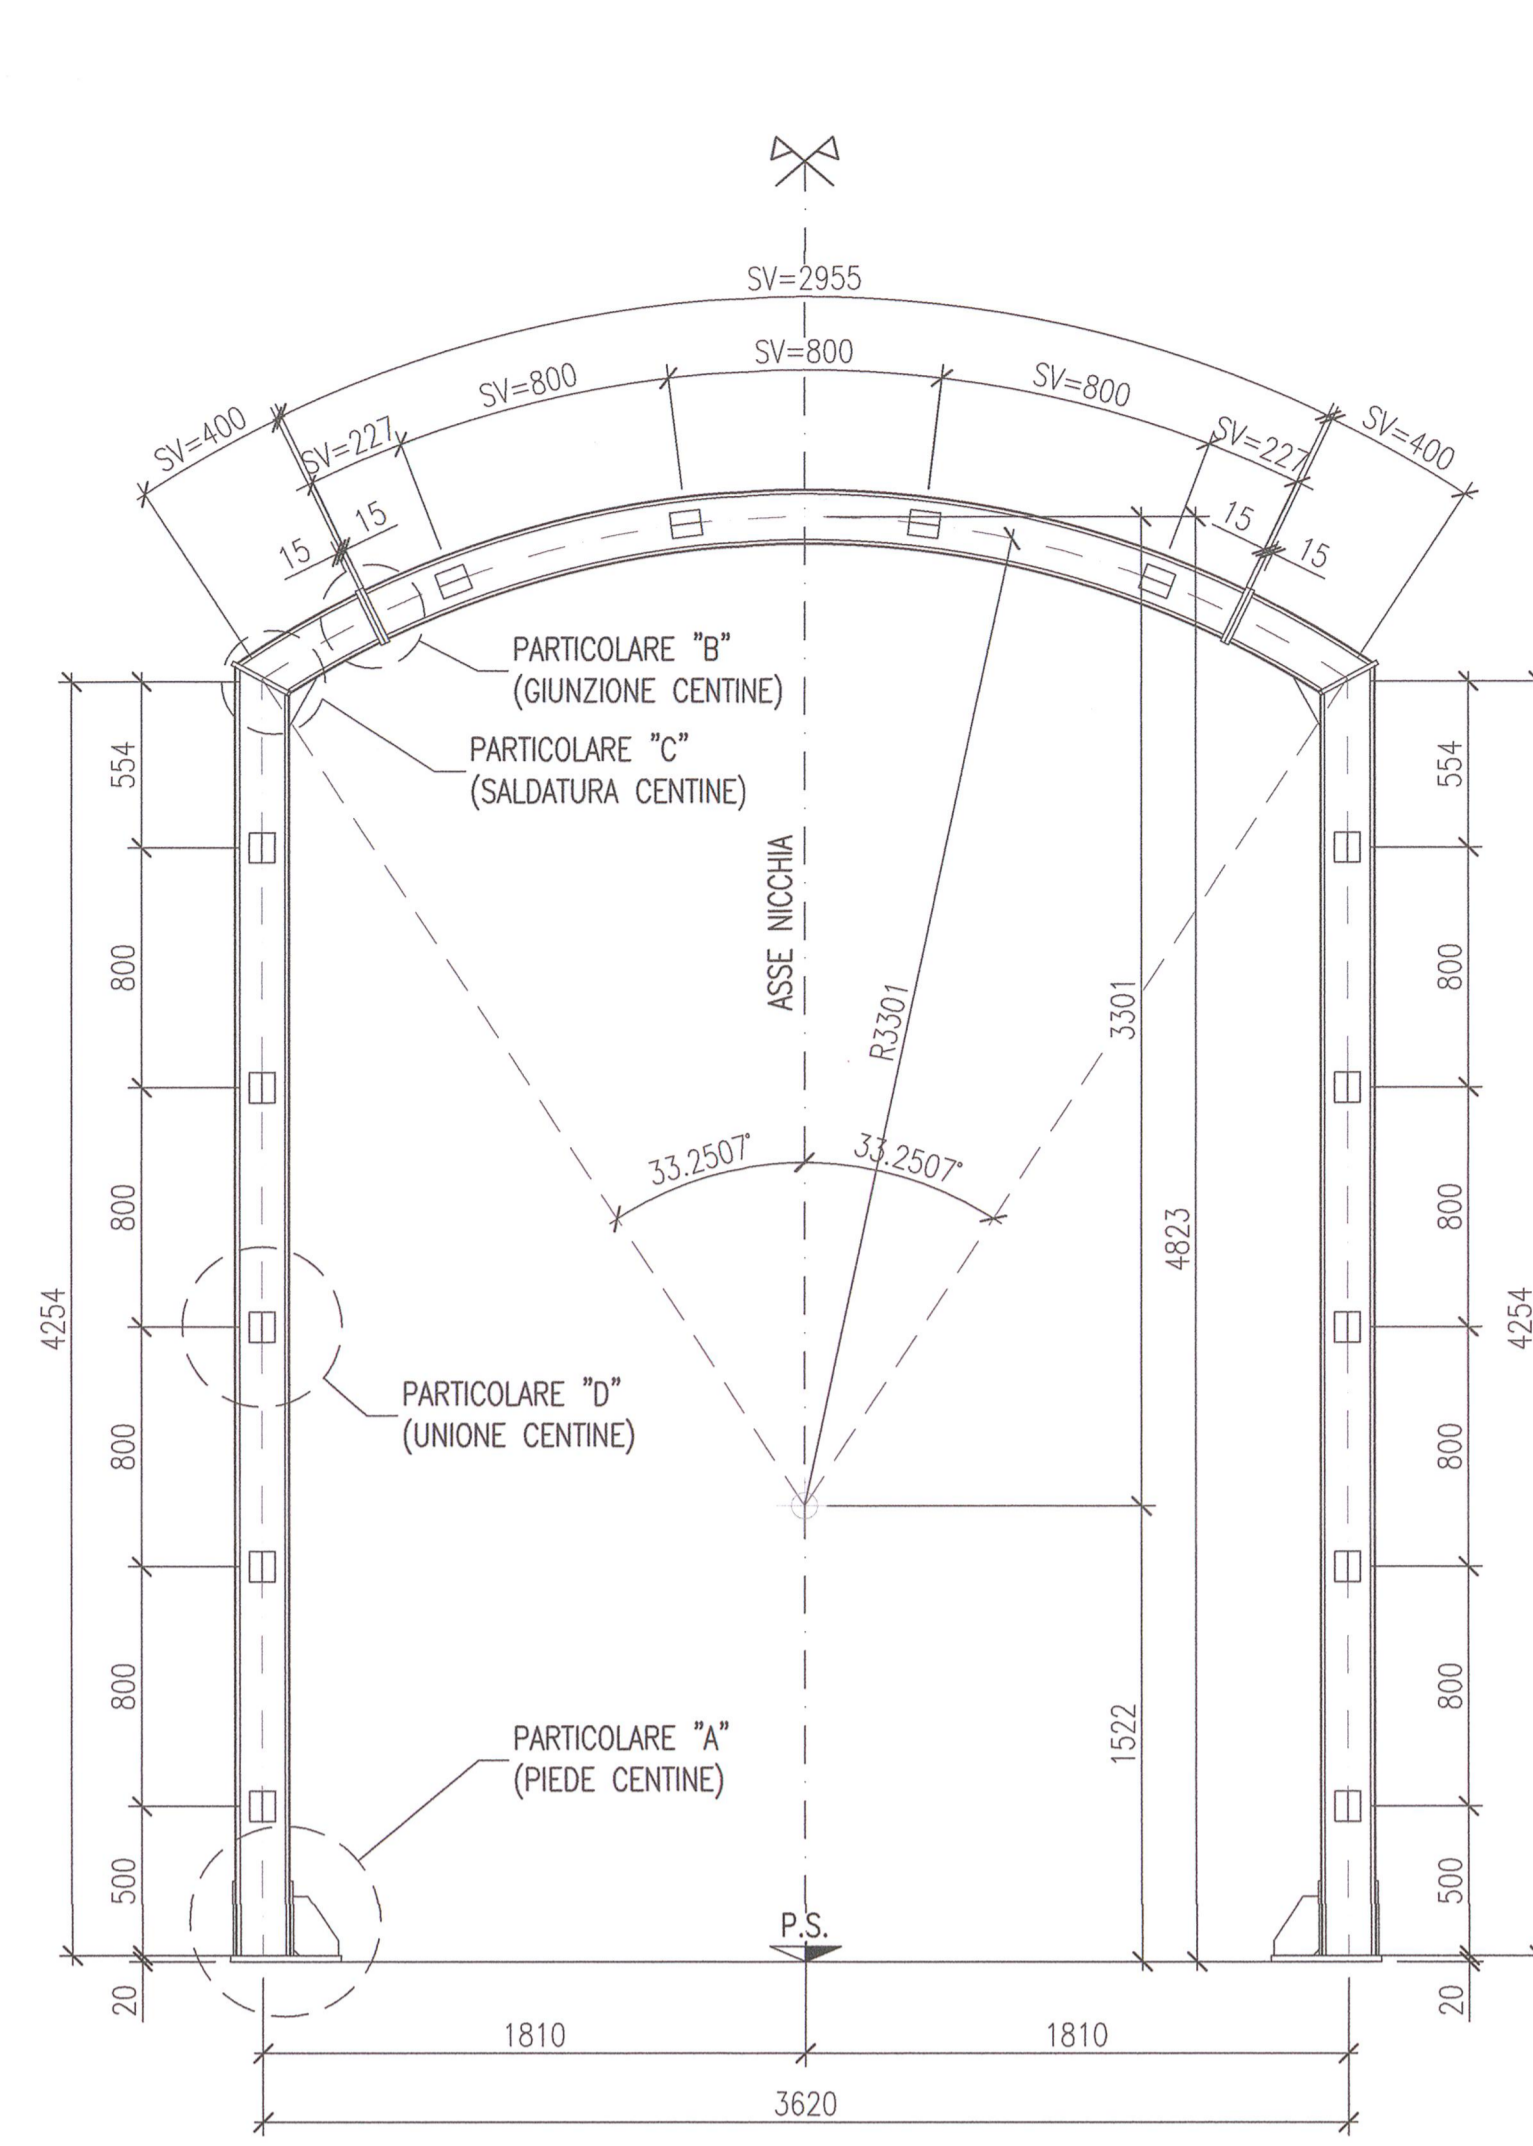 SV=2955
SV=800
SV=800
SV=800
SV=400
SV=400
SV=227
SV=227
15
15
15
15
PARTICOLARE "B"
(GIUNZIONE CENTINE)
PARTICOLARE "C"
(SALDATURA CENTINE)
554
554
ASSE NICCHIA
800
800
R3301
3301
33.2507°
33.2507°
800
800
4823
4254
4254
PARTICOLARE "D"
(UNIONE CENTINE)
800
800
800
800
1522
PARTICOLARE "A"
(PIEDE CENTINE)
500
500
P.S.
20
20
1810
1810
3620